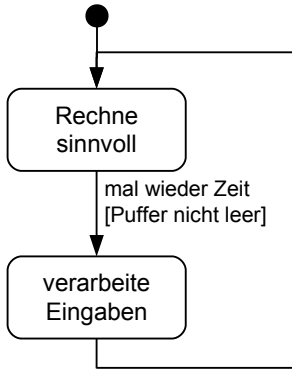 Rechne
sinnvoll
mal wieder Zeit
[Puffer nicht leer]
verarbeite
Eingaben